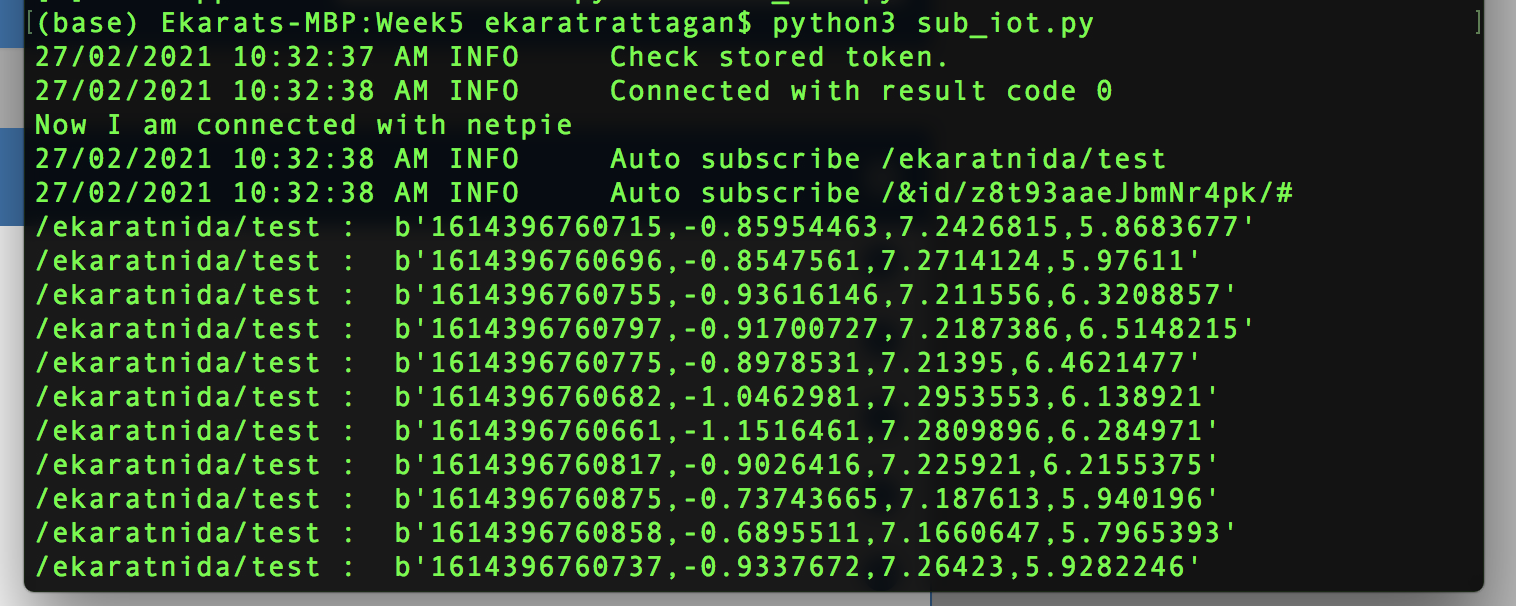 (base) Ekarats-MBP:Week5 ekaratrattagan$ python3 sub_iot.py
27/02/2021 10:32:37 AM INFO     Check stored token.
27/02/2021 10:32:38 AM INFO     Connected with result code 0
Now I am connected with netpie
27/02/2021 10:32:38 AM INFO     Auto subscribe /ekaratnida/test
27/02/2021 10:32:38 AM INFO     Auto subscribe /&id/z8t93aaeJbmNr4pk/#
/ekaratnida/test :  b'1614396760715,-0.85954463,7.2426815,5.8683677'
/ekaratnida/test :  b'1614396760696,-0.8547561,7.2714124,5.97611'
/ekaratnida/test :  b'1614396760755,-0.93616146,7.211556,6.3208857'
/ekaratnida/test :  b'1614396760797,-0.91700727,7.2187386,6.5148215'
/ekaratnida/test :  b'1614396760775,-0.8978531,7.21395,6.4621477'
/ekaratnida/test :  b'1614396760682,-1.0462981,7.2953553,6.138921'
/ekaratnida/test :  b'1614396760661,-1.1516461,7.2809896,6.284971'
/ekaratnida/test :  b'1614396760817,-0.9026416,7.225921,6.2155375'
/ekaratnida/test :  b'1614396760875,-0.73743665,7.187613,5.940196'
/ekaratnida/test :  b'1614396760858,-0.6895511,7.1660647,5.7965393'
/ekaratnida/test :  b'1614396760737,-0.9337672,7.26423,5.9282246'